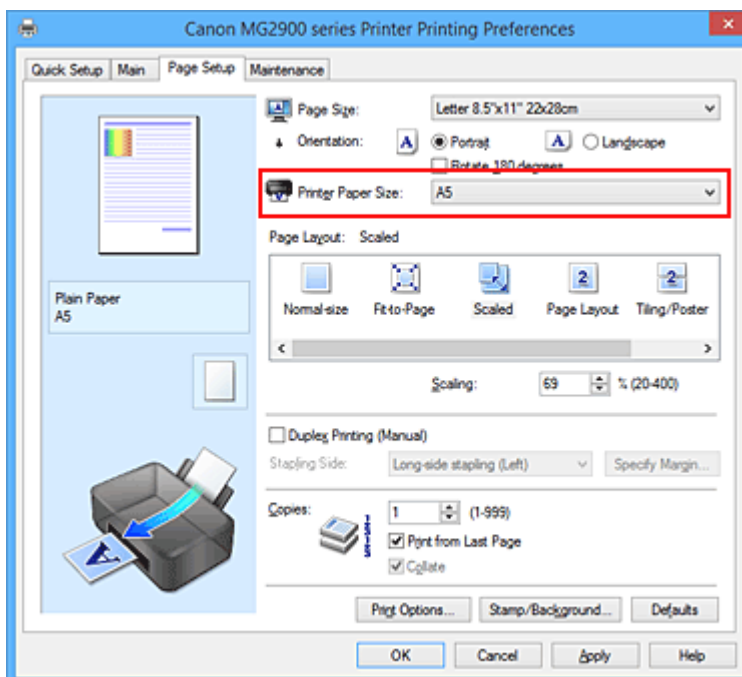 Canon MG2900 series Printer Printing Preferences
Quick Setup Main Page Setup Maintenance
Page Size: Letter 8.5"x11" 22x28cm
Orientation: A Portrait A Landscape
Rotate 180 degrees
Printer Paper Size: A5
Page Layout: Scaled
Plain Paper
A5
2 2
Normal-size Fit-to-Page Scaled Page Layout Tiling/Poster
Scaling: 69 % (20-400)
Duplex Printing (Manual)
Stapling Side: Long-side stapling (Left) Specify Margin...
Copies: 1 (1-999)
Print from Last Page
Collate
A
Print Options... Stamp/Background... Defaults
OK Cancel Apply Help